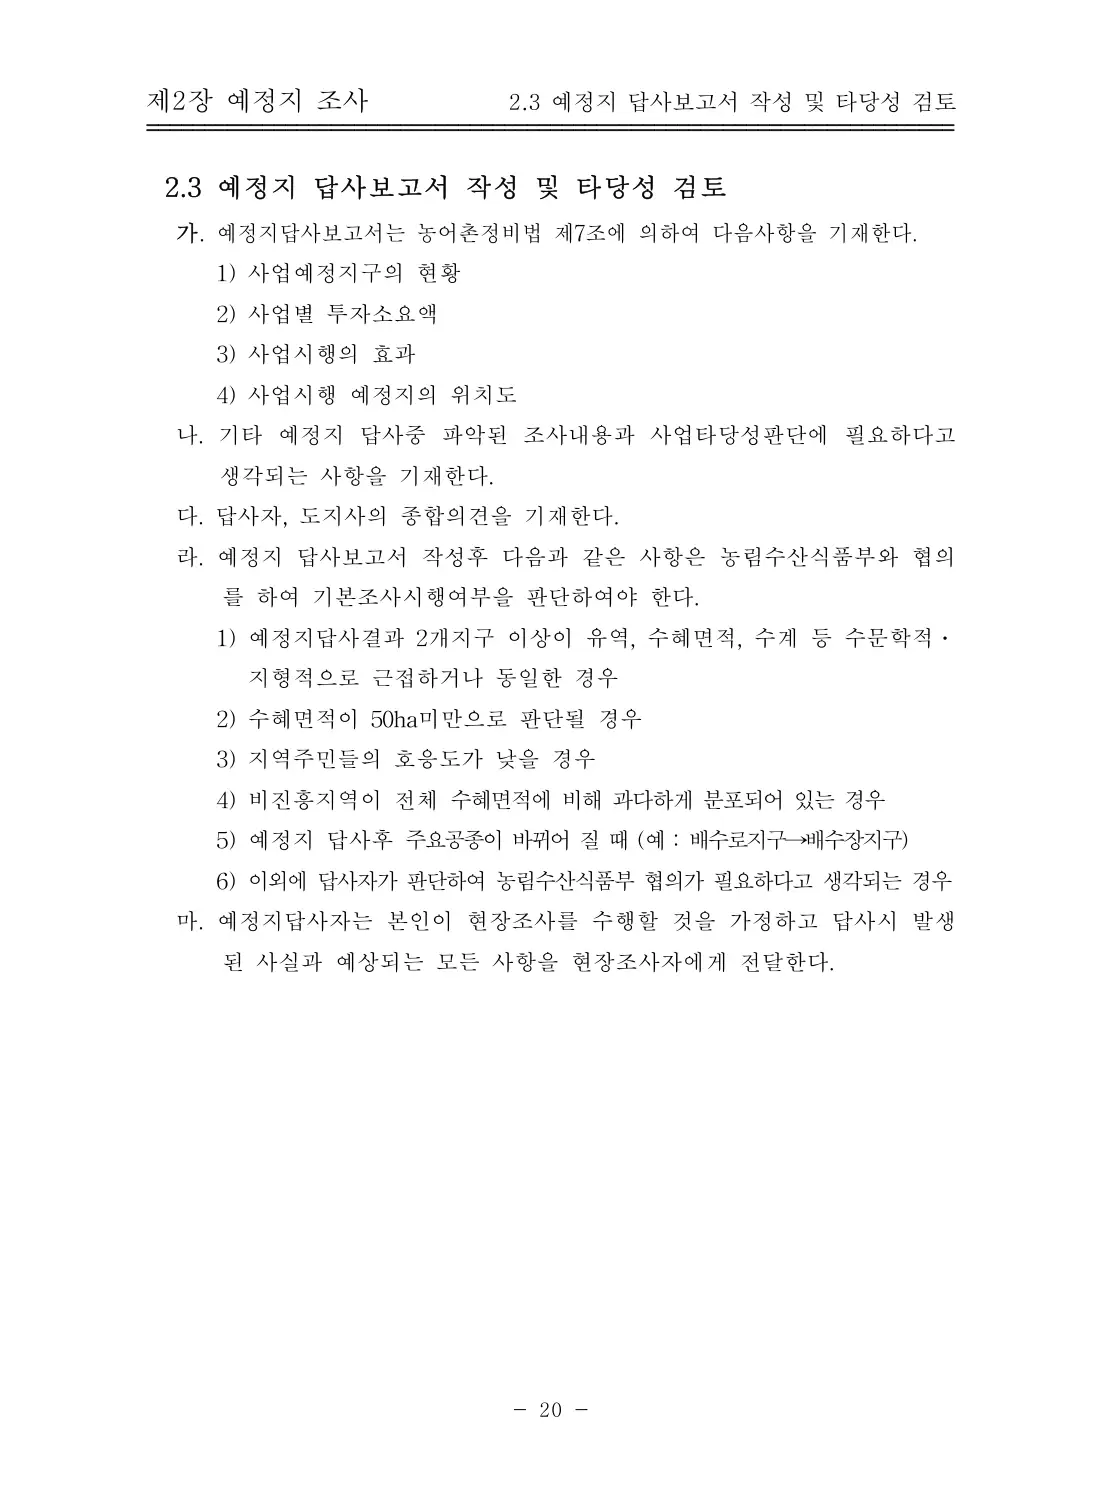 제2장 예정지 조사
2.3 예정지 답사보고서 작성 및 타당성 검토
2.3 예정지 답사보고서 작성 및 타당성 검토
가. 예정지답사보고서는 농어촌정비법 제7조에 의하여 다음사항을 기재한다.
1) 사업예정지구의 현황
2) 사업별 투자소요액
3) 사업시행의 효과
4) 사업시행 예정지의 위치도
나. 기타 예정지 답사중 파악된 조사내용과 사업타당성판단에 필요하다고
생각되는 사항을 기재한다.
다. 답사자, 도지사의 종합의견을 기재한다.
라. 예정지 답사보고서 작성후 다음과 같은 사항은 농림수산식품부와 협의
를 하여 기본조사시행여부을 판단하여야 한다.
1) 예정지답사결과 2개지구 이상이 유역, 수혜면적, 수계 등 수문학적·
지형적으로 근접하거나 동일한 경우
2) 수혜면적이 50ha미만으로 판단될 경우
3) 지역주민들의 호응도가 낮을 경우
4) 비진흥지역이 전체 수혜면적에 비해 과다하게 분포되어 있는 경우
5) 예정지 답사후 주요공종이 바뀌어 질 때 (예 : 배수로지구→배수장지구)
6) 이외에 답사자가 판단하여 농림수산식품부 협의가 필요하다고 생각되는 경우
마. 예정지답사자는 본인이 현장조사를 수행할 것을 가정하고 답사시 발생
된 사실과 예상되는 모든 사항을 현장조사자에게 전달한다.
- 20 -